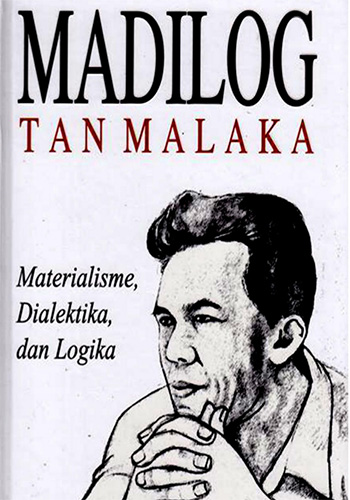 MADILOG
TAN MALAKA
Materialisme,
Dialektika,
dan Logika